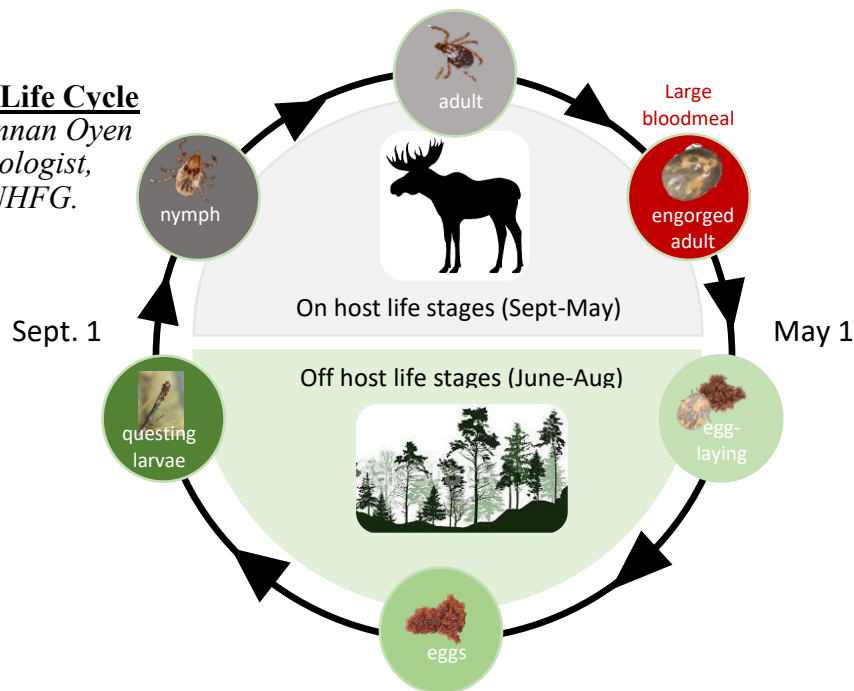 Life Cycle
nnan Oyen
ologist,
NHFG.
adult
Large
bloodmeal
nymph
engorged
adult
On host life stages (Sept-May)
Sept. 1
May 1
Off host life stages (June-Aug)
questing
larvae
egg-
laying
eggs